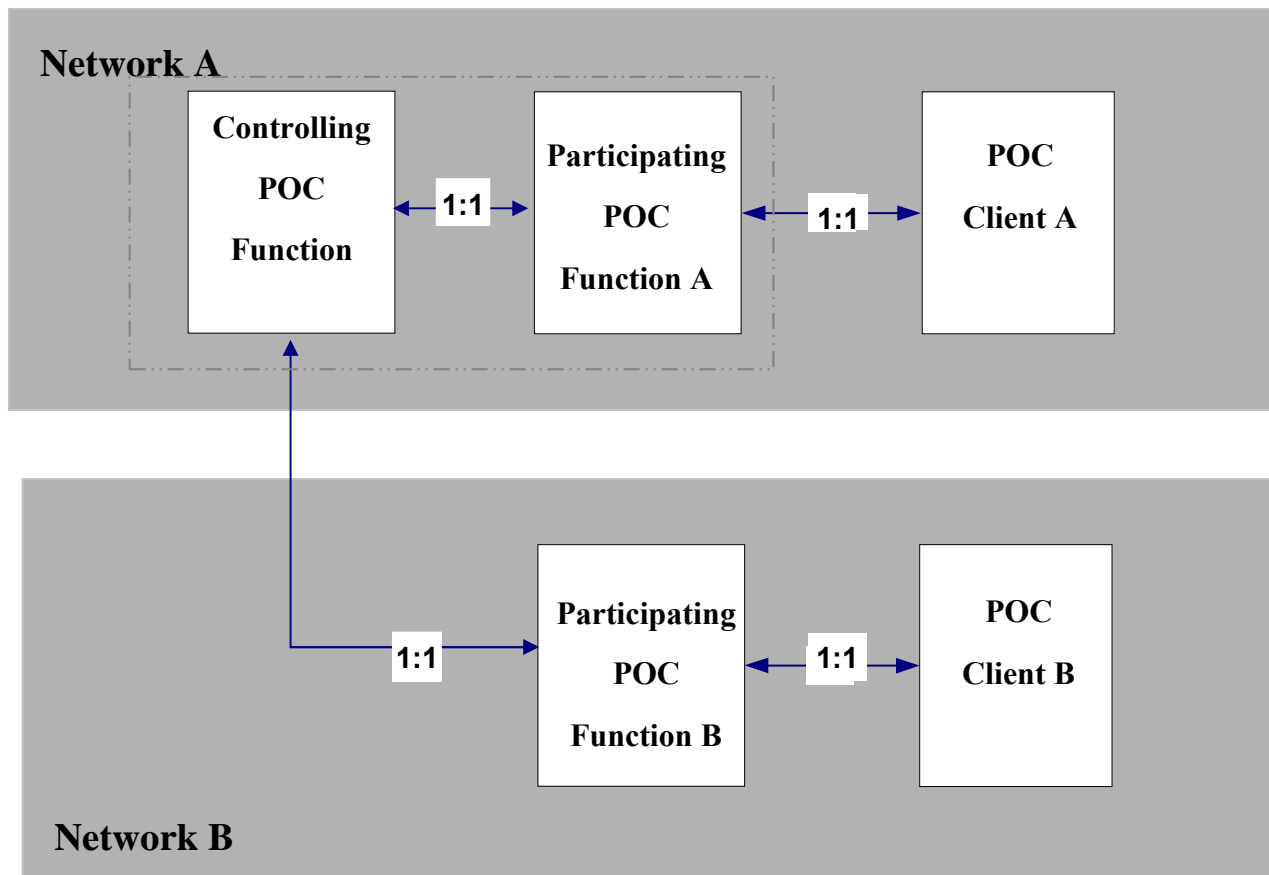 Network A
Controlling
POC
Function
1:1
Participating
POC
Function A
1:1
POC
Client A
1:1
Participating
POC
Function B
1:1
POC
Client B
Network B